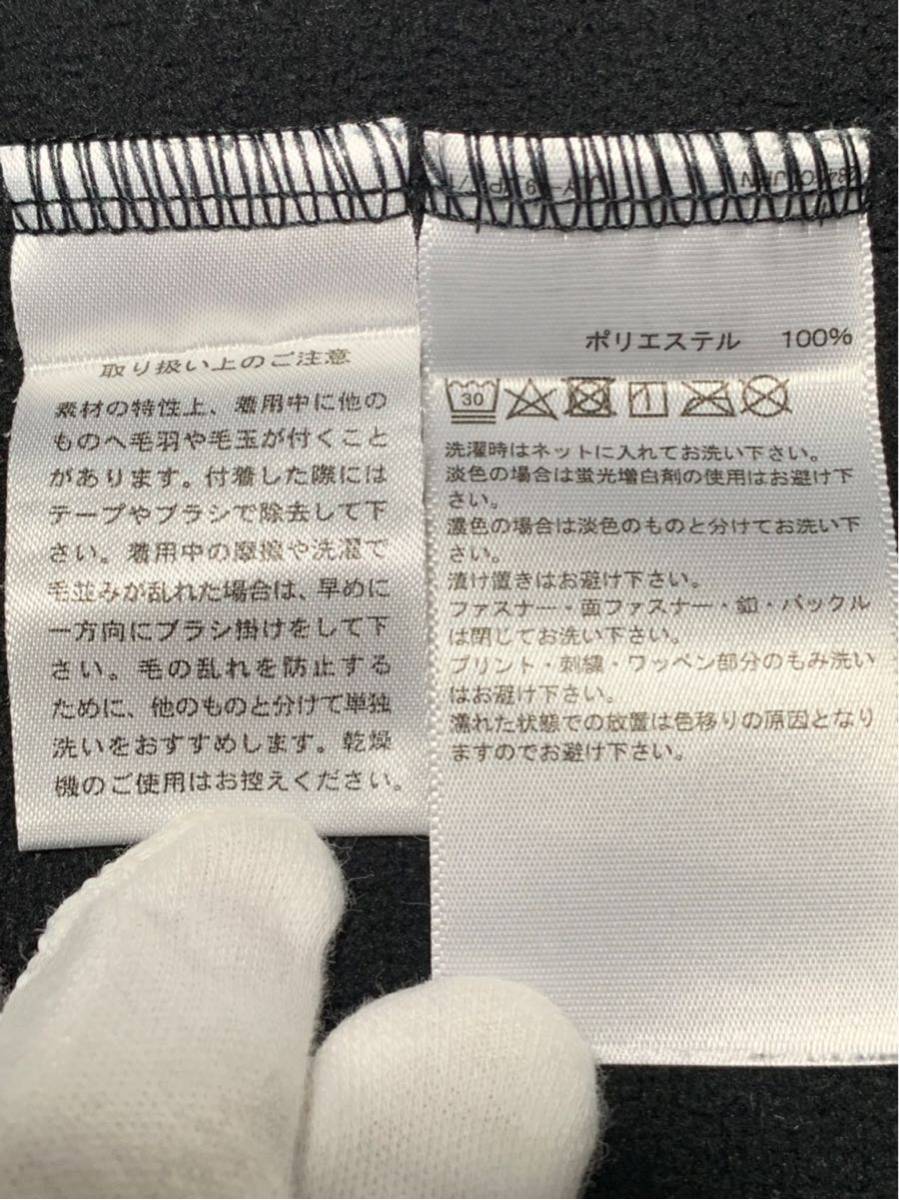 取り扱い上のご注意
素材の特性上、着用中に他の
ものへ毛羽や毛玉が付くこと
があります。付着した際には
テープやブラシで除去して下
さい。着用中の摩擦や洗濯で
毛並みが乱れた場合は、早めに
一方向にブラシ掛けをして下
さい。毛の乱れを防止する
ために、他のものと分けて単独
洗いをおすすめします。乾燥
機のご使用はお控えください。
ポリエステル 100%
30
洗濯時はネットに入れてお洗い下さい。
淡色の場合は蛍光増白剤の使用はお避け下
さい。
濃色の場合は淡色のものと分けてお洗い下
さい。
漬け置きはお避け下さい。
ファスナー・面ファスナー・釦・バックル
は閉じてお洗い下さい。
プリント・刺繍・ワッペン部分のもみ洗い
はお避け下さい。
濡れた状態での放置は色移りの原因となり
ますのでお避け下さい。